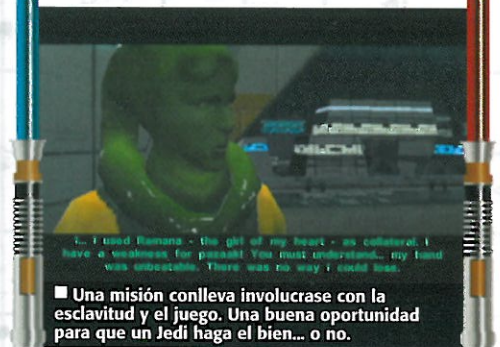 I... I used Ramana - the girl of my heart - as collateral. I
have a weakness for pazaak! You must understand... my hand
was unbeatable. There was no way I could lose.
■ Una misión conlleva involucrase con la
esclavitud y el juego. Una buena oportunidad
para que un Jedi haga el bien... o no.